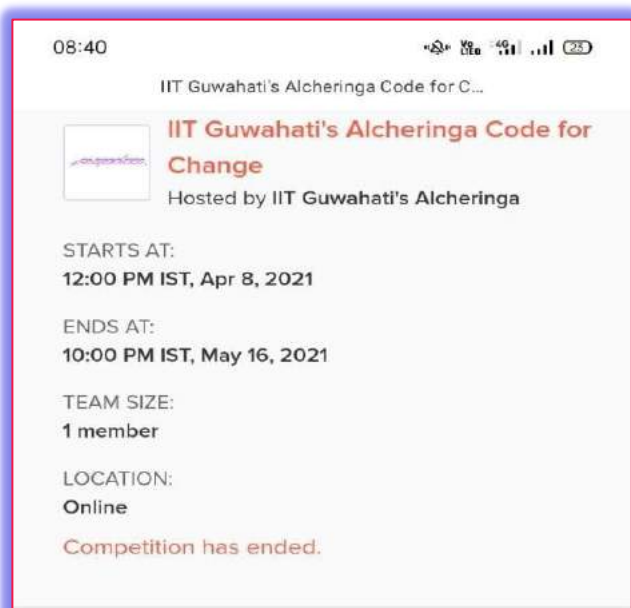 08:40
4G
23
IIT Guwahati's Alcheringa Code for C...
IIT Guwahati's Alcheringa Code for
Change
Hosted by IIT Guwahati's Alcheringa
STARTS AT:
12:00 PM IST, Apr 8, 2021
ENDS AT:
10:00 PM IST, May 16, 2021
TEAM SIZE:
1 member
LOCATION:
Online
Competition has ended.